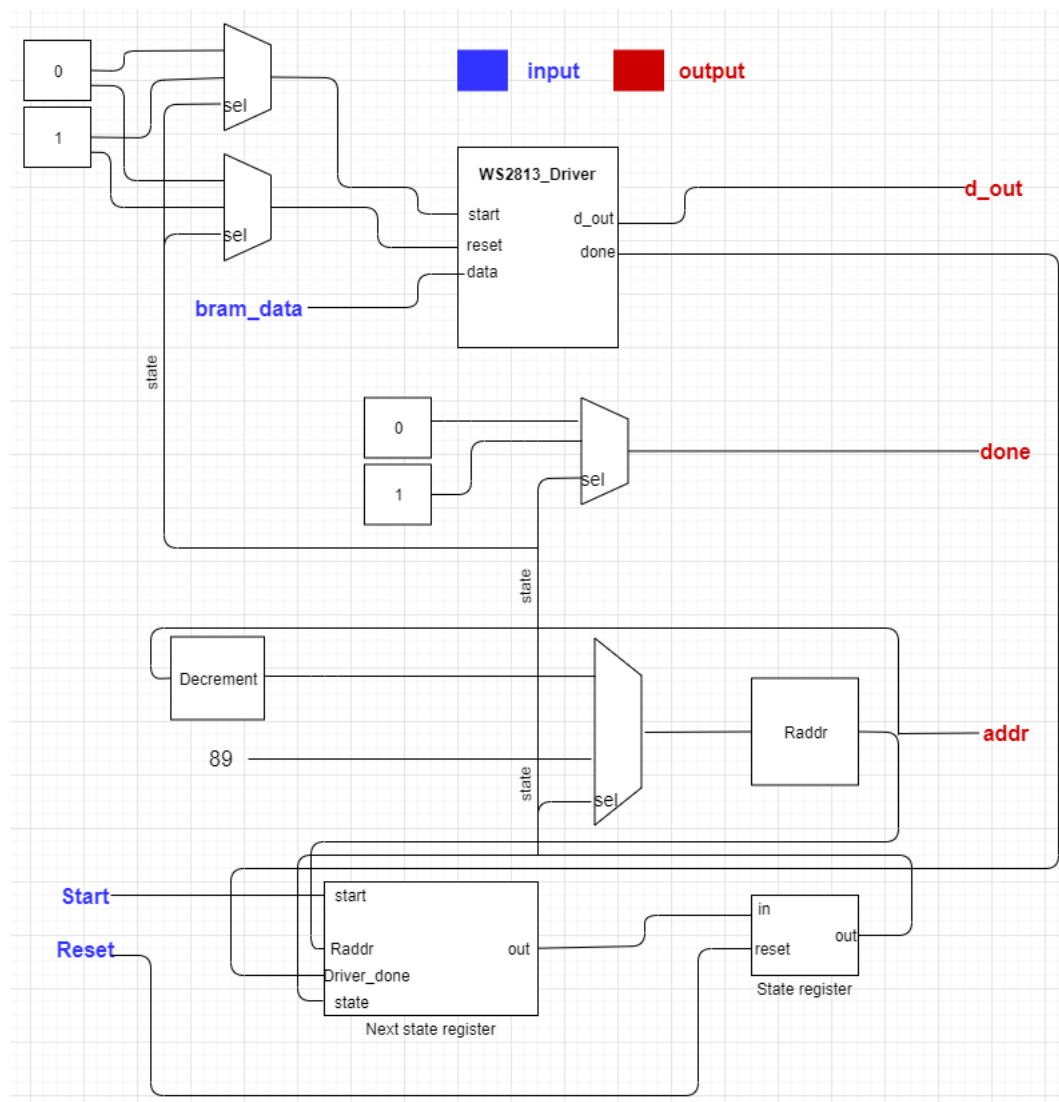 input
output
0
1
sel
sel
WS2813_Driver
start
reset
data
d_out
done
d_out
bram_data
state
0
1
sel
done
state
Decrement
89
state
sel
Raddr
addr
Start
Reset
start
Raddr
Driver_done
state
out
Next state register
in
reset
out
State register